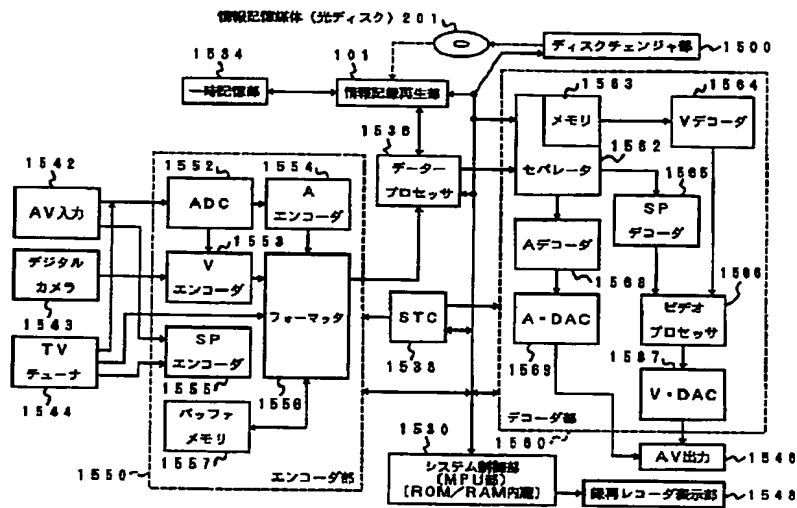 情報記憶媒体(光ディスク)201
ディスクチェンジャ部
1500
1534
一時記憶部
101
情報記録再生部
1536
データー
プロセッサ
1542
AV入力
デジタル
カメラ
1543
TV
チューナ
1544
1552
ADC
1554
A
エンコーダ
1553
V
エンコーダ
フォーマッタ
SP
エンコーダ
1555
1556
バッファ
メモリ
1557
1550
エンコーダ部
STC
1538
1563
メモリ
セパレータ
1562
1564
Vデコーダ
1565
SP
デコーダ
Aデコーダ
1568
A・DAC
1569
1566
ビデオ
プロセッサ
1567
V・DAC
デコーダ部
1560
AV出力
1546
1530
システム制御部
(MPU部)
(ROM/RAM内蔵)
録再レコーダ表示部
1548